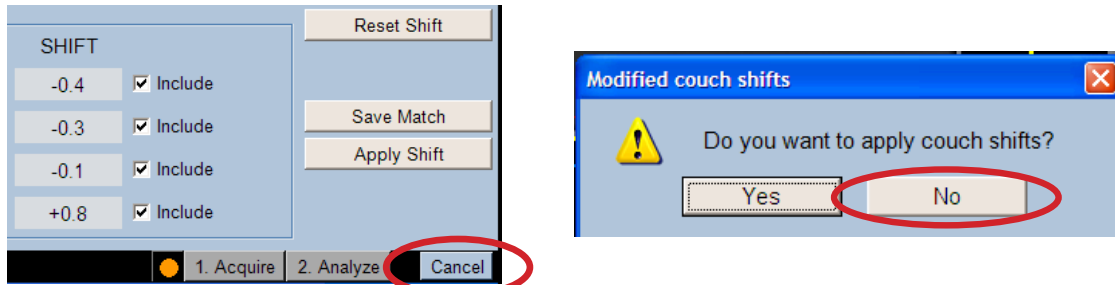 Reset Shift
SHIFT
-0.4 Include
-0.3 Include
Save Match
Apply Shift
-0.1 Include
+0.8 Include
1. Acquire 2. Analyze Cancel
Modified couch shifts
Do you want to apply couch shifts?
Yes No